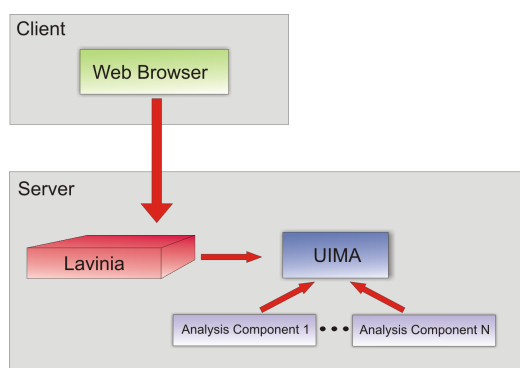 Client
Web Browser
Server
Lavinia
UIMA
Analysis Component 1
Analysis Component N